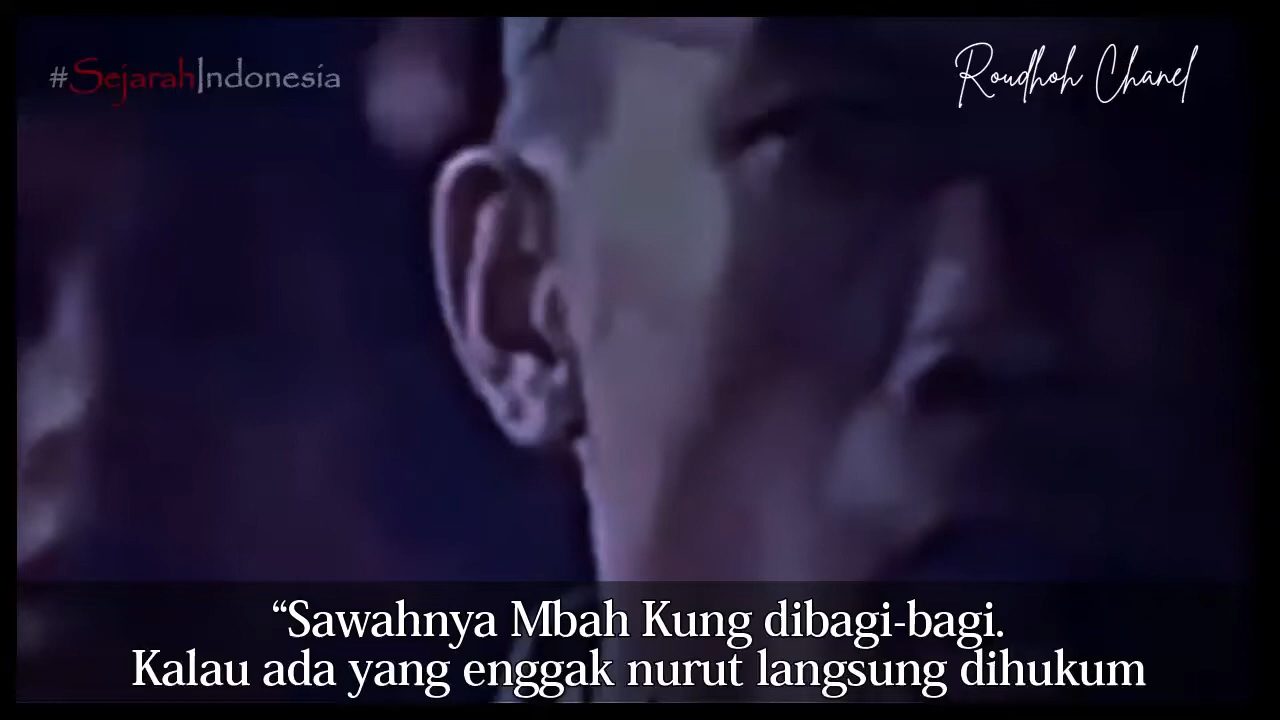 #SejarahIndonesia
Roudhoh Chanel
“Sawahnya Mbah Kung dibagi-bagi.
Kalau ada yang enggak nurut langsung dihukum